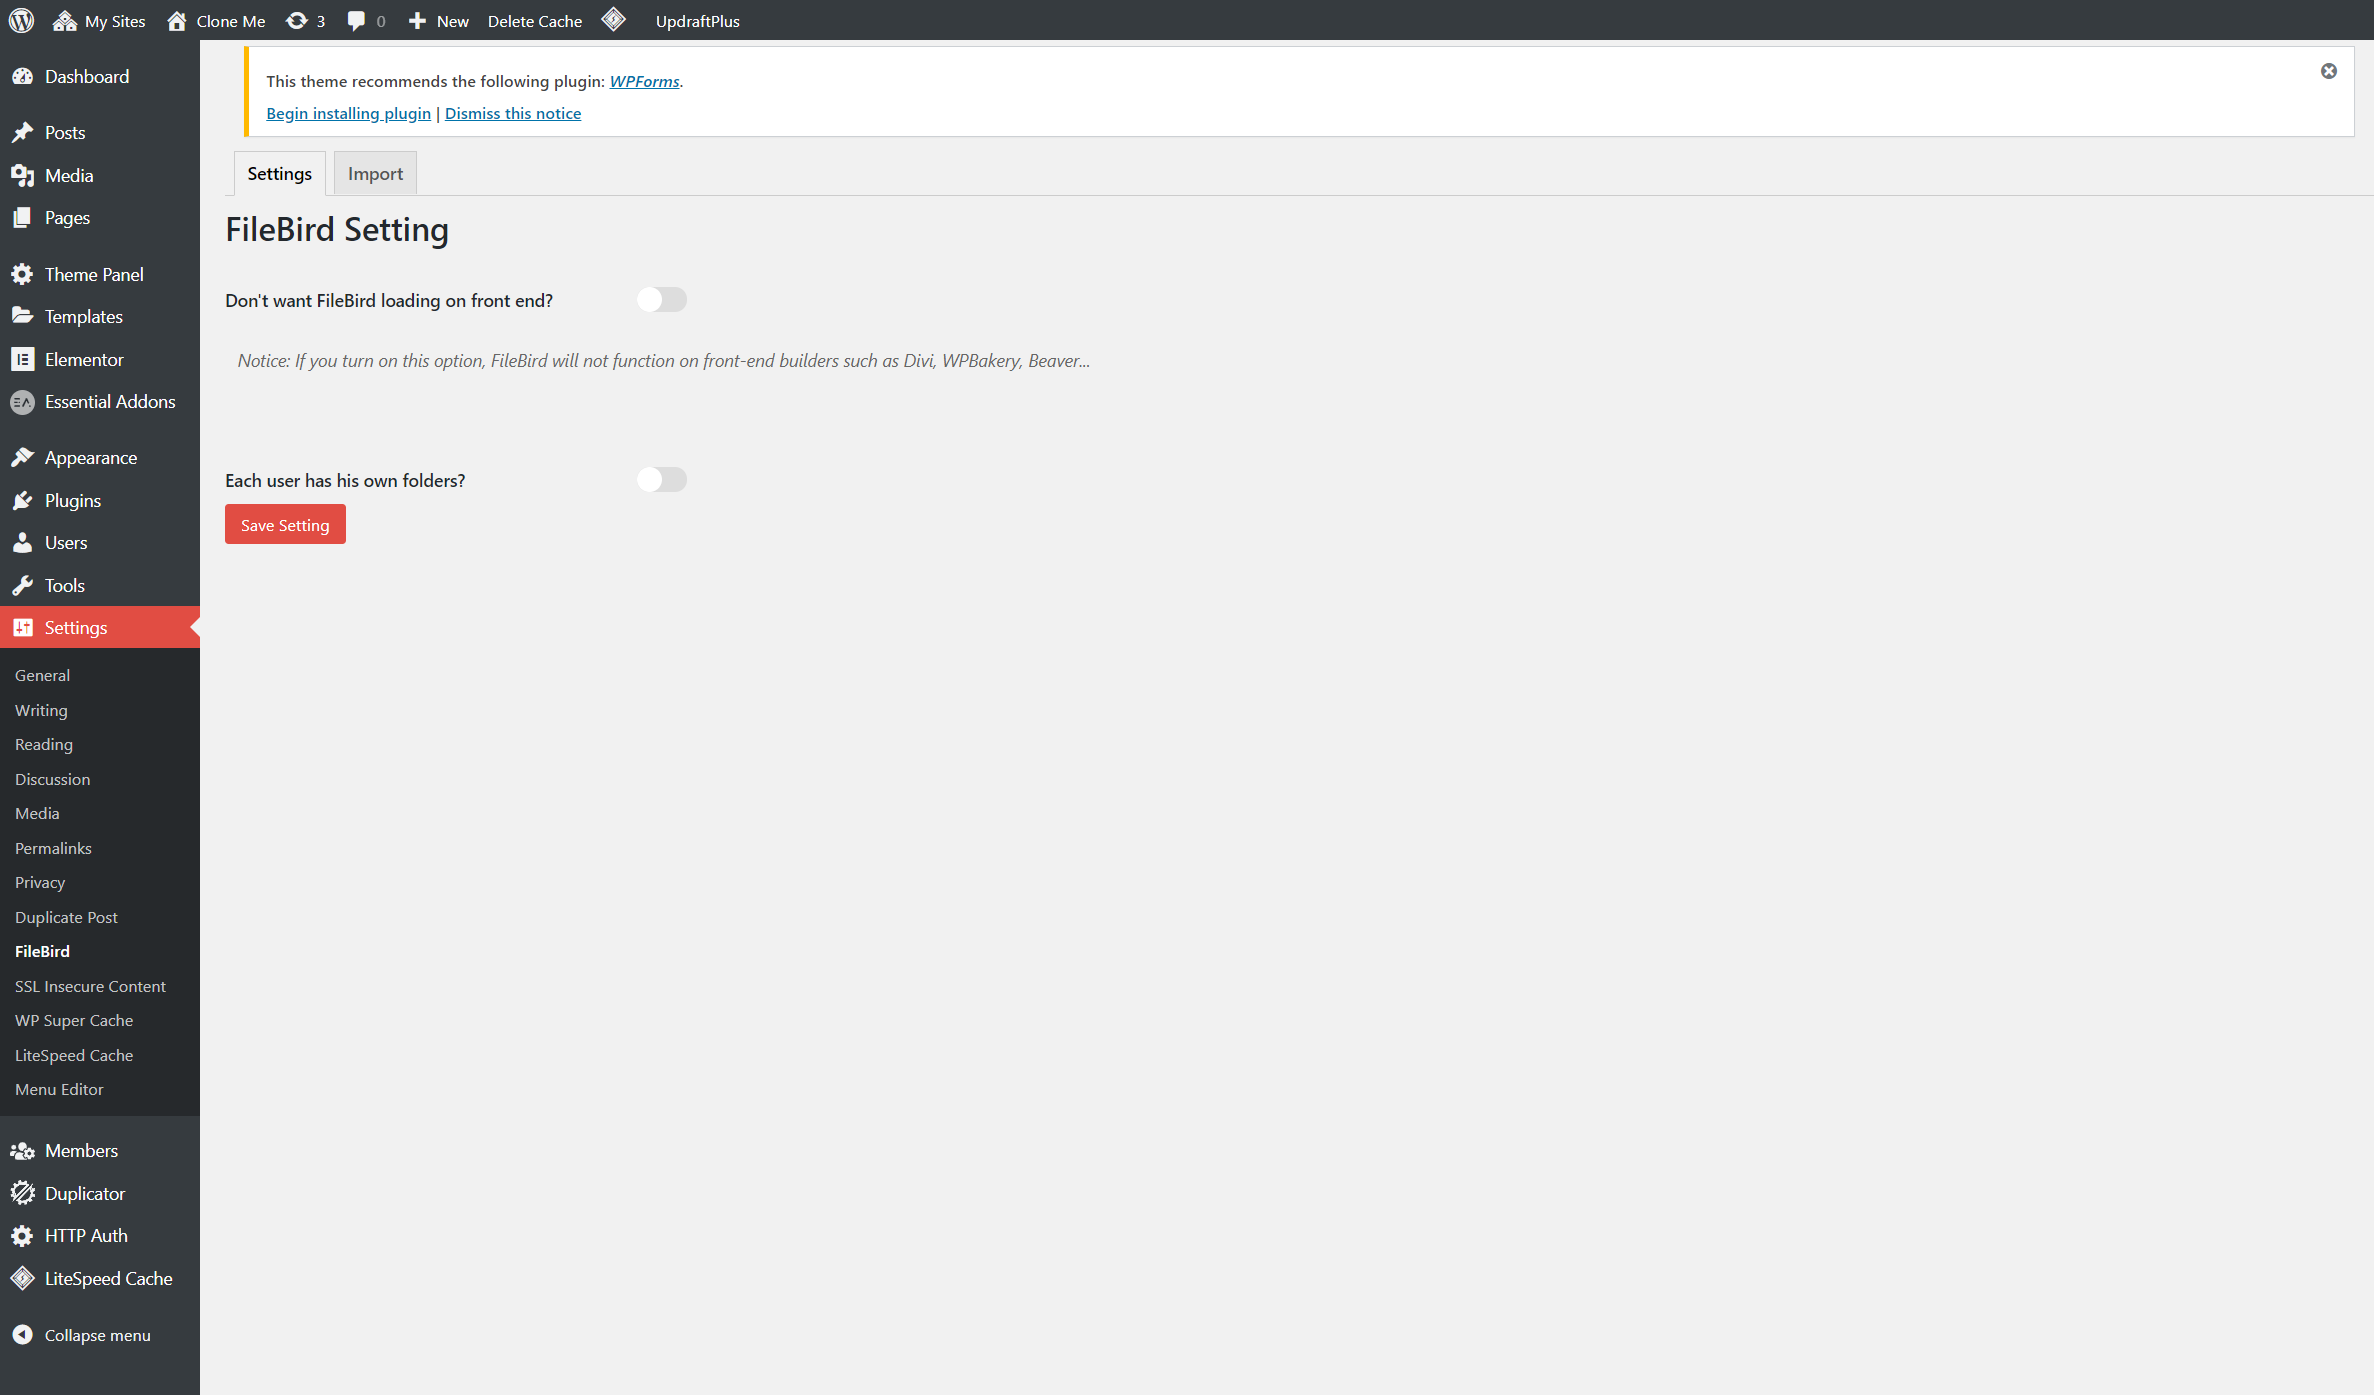 My Sites
Clone Me
3
0
New
Delete Cache
UpdraftPlus
Dashboard
Posts
Media
Pages
Theme Panel
Templates
Elementor
Essential Addons
Appearance
Plugins
Users
Tools
Settings
General
Writing
Reading
Discussion
Media
Permalinks
Privacy
Duplicate Post
FileBird
SSL Insecure Content
WP Super Cache
LiteSpeed Cache
Menu Editor
Members
Duplicator
HTTP Auth
LiteSpeed Cache
Collapse menu
This theme recommends the following plugin: WPForms.
Begin installing plugin | Dismiss this notice
Settings
Import
FileBird Setting
Don't want FileBird loading on front end?
Notice: If you turn on this option, FileBird will not function on front-end builders such as Divi, WPBakery, Beaver...
Each user has his own folders?
Save Setting